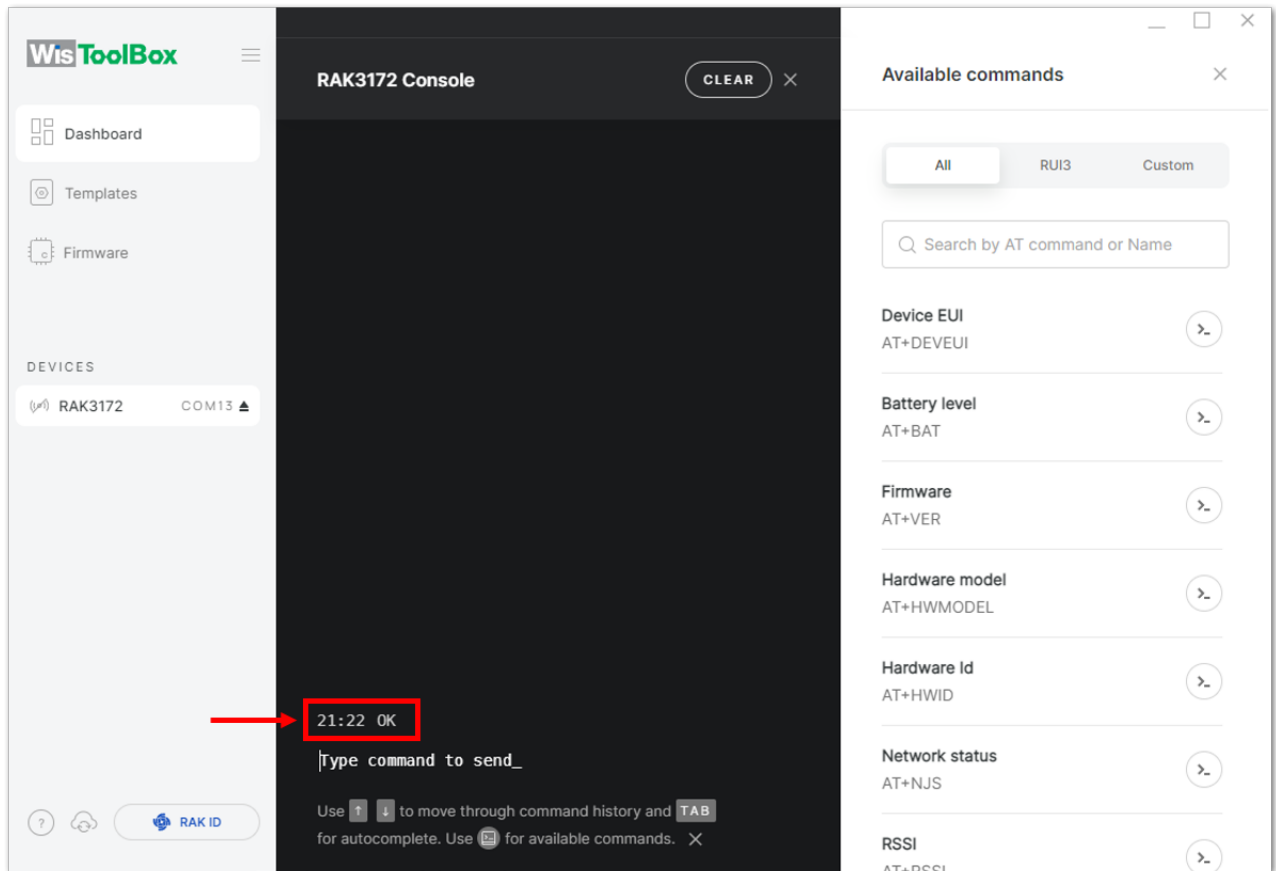 WisToolBox
Dashboard
Templates
Firmware
DEVICES
RAK3172 COM13
?
RAK ID
RAK3172 Console
CLEAR
21:22 OK
Type command to send_
Use ↑ ↓ to move through command history and TAB
for autocomplete. Use for available commands.
Available commands
All RUI3 Custom
Search by AT command or Name
Device EUI
AT+DEVEUI
Battery level
AT+BAT
Firmware
AT+VER
Hardware model
AT+HWMODEL
Hardware Id
AT+HWID
Network status
AT+NJS
RSSI
AT+RSSI